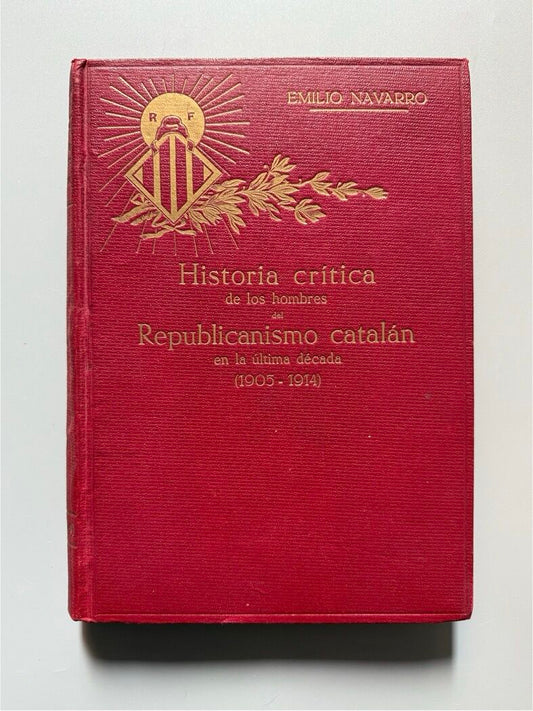 R F
EMILIO NAVARRO
Historia crítica
de los hombres
del
Republicanismo catalán
en la última década
(1905-1914)